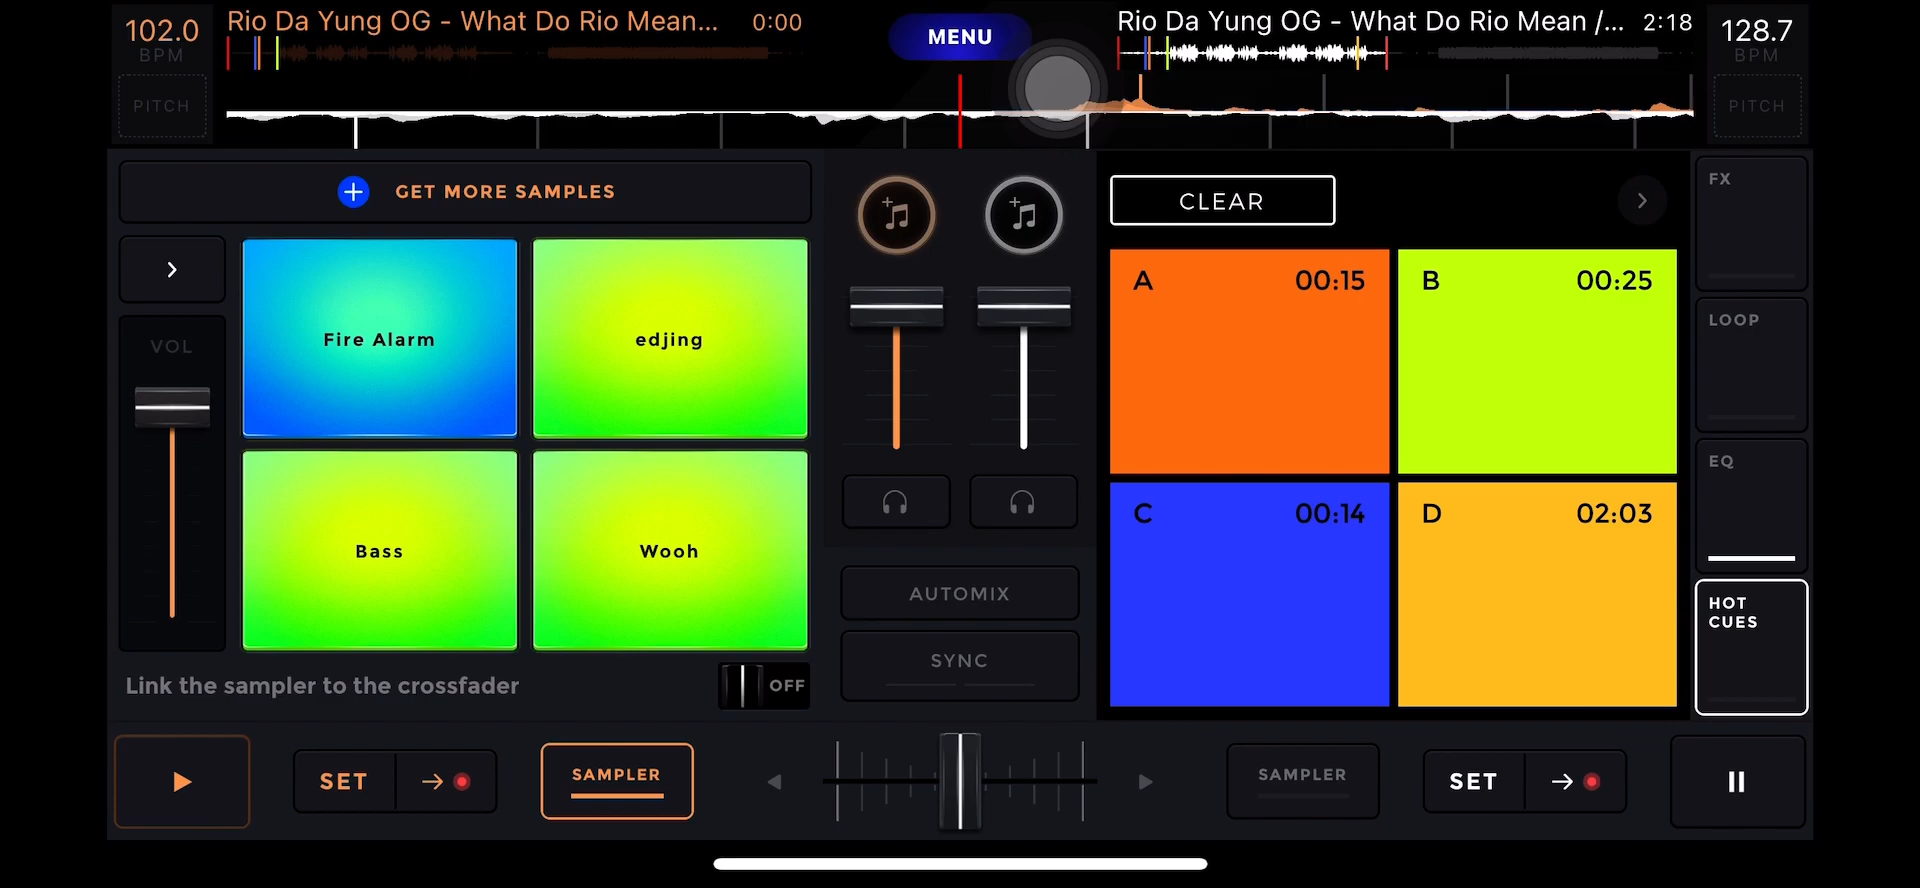 102.0
BPM
PITCH
Rio Da Yung OG - What Do Rio Mean...
0:00
MENU
Rio Da Yung OG - What Do Rio Mean /...
2:18
128.7
BPM
PITCH
GET MORE SAMPLES
VOL
Fire Alarm
edjing
Bass
Wooh
Link the sampler to the crossfader
OFF
AUTOMIX
SYNC
CLEAR
A 00:15
B 00:25
C 00:14
D 02:03
FX
LOOP
EQ
HOT
CUES
SET
SAMPLER
SAMPLER
SET